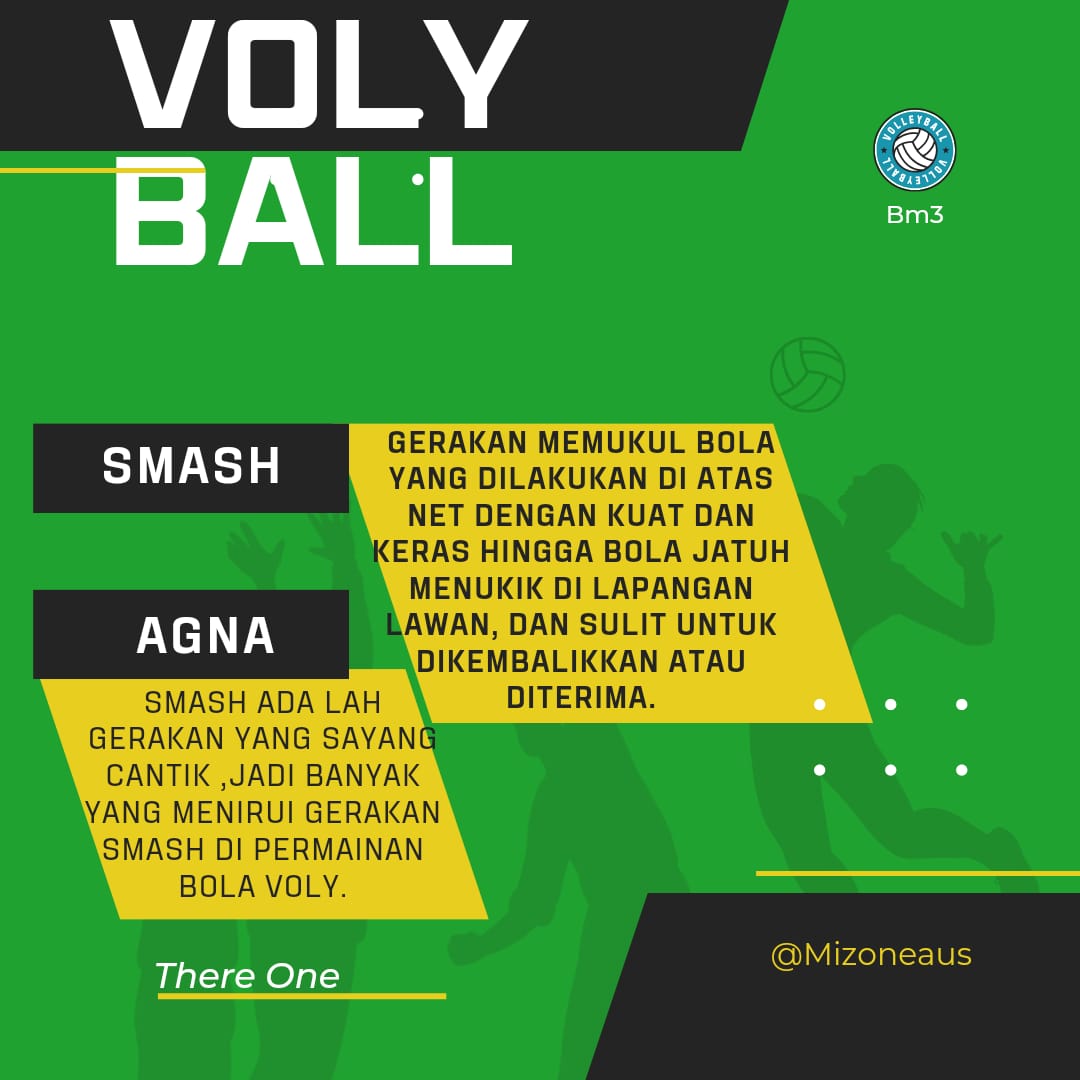 VOLY
BALL
VOLLEYBALL
VOLLEYBALL
Bm3
SMASH
GERAKAN MEMUKUL BOLA
YANG DILAKUKAN DI ATAS
NET DENGAN KUAT DAN
KERAS HINGGA BOLA JATUH
MENUKIK DI LAPANGAN
LAWAN, DAN SULIT UNTUK
DIKEMBALIKKAN ATAU
DITERIMA.
AGNA
SMASH ADA LAH
GERAKAN YANG SAYANG
CANTIK ,JADI BANYAK
YANG MENIRUI GERAKAN
SMASH DI PERMAINAN
BOLA VOLY.
There One
@Mizoneaus